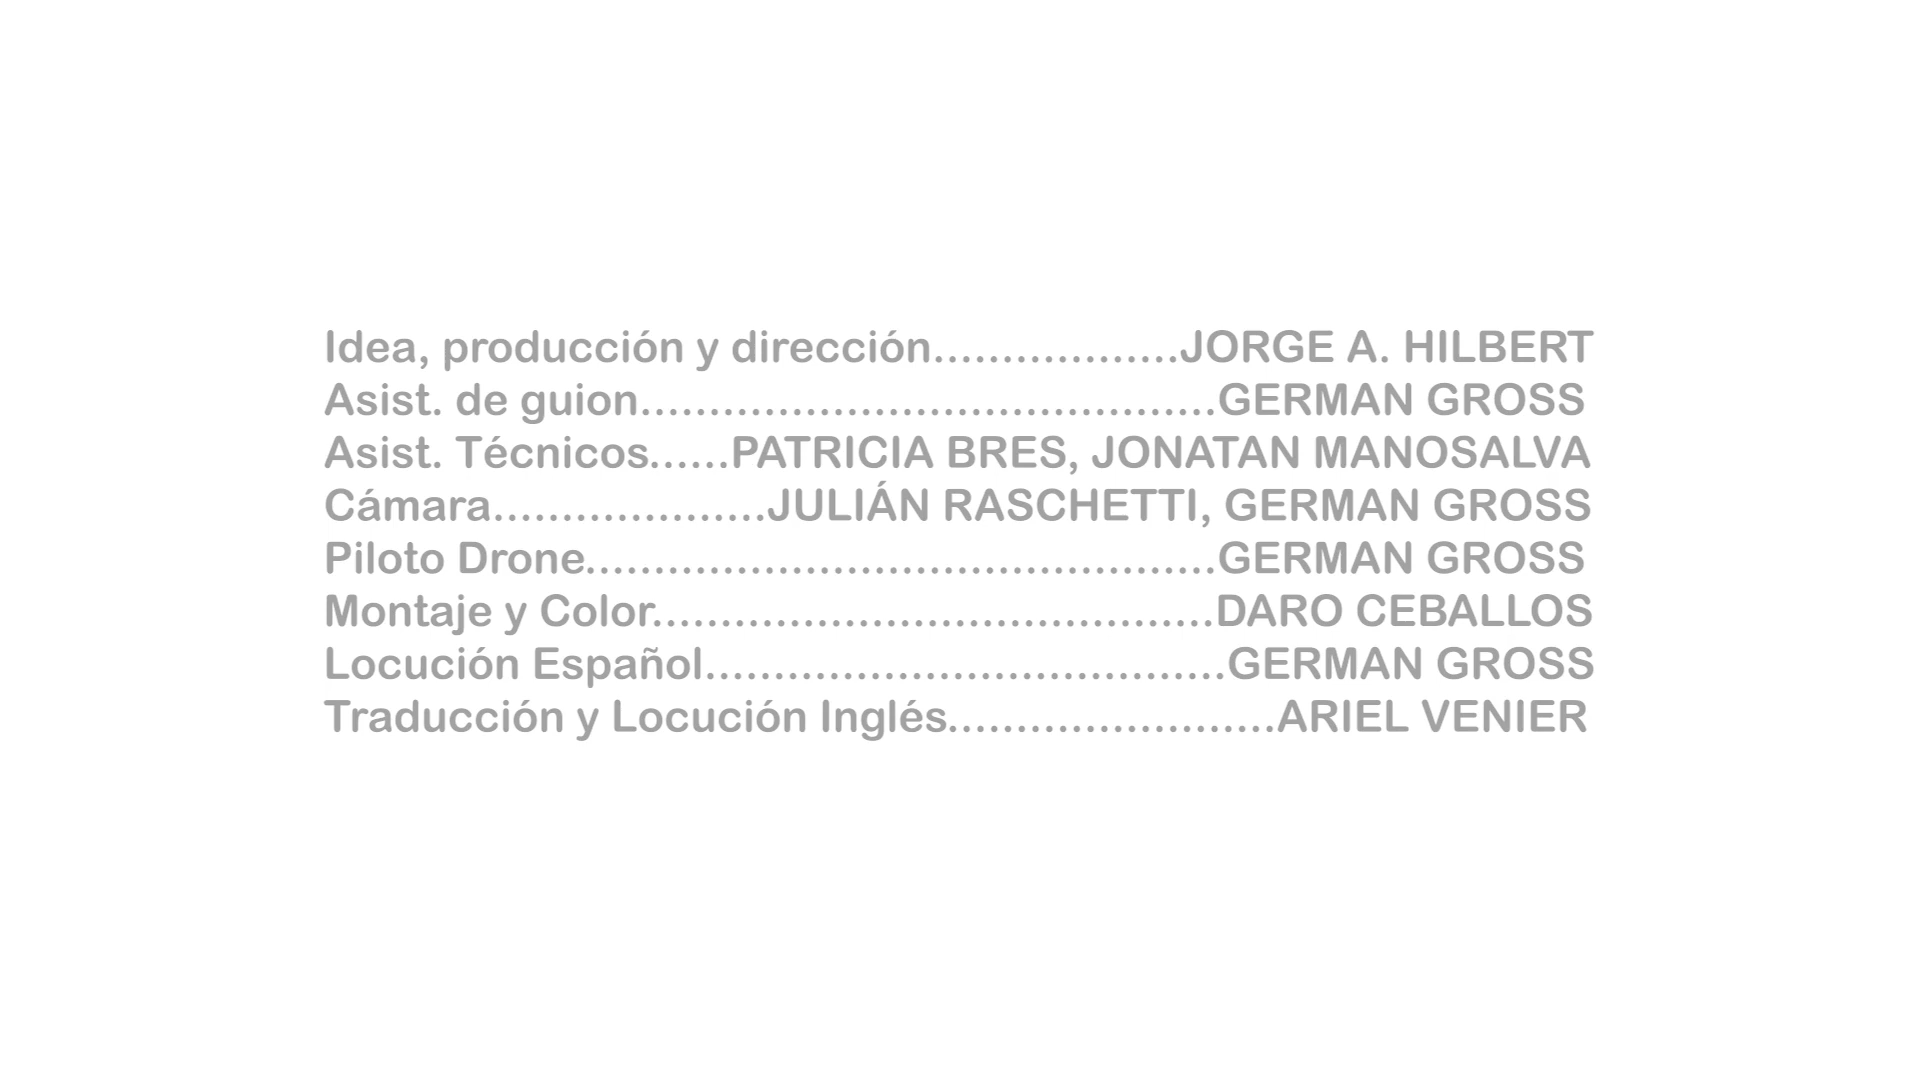 Idea, producción y dirección..................JORGE A. HILBERT
Asist. de guion..........................................GERMAN GROSS
Asist. Técnicos......PATRICIA BRES, JONATAN MANOSALVA
Cámara....................JULIÁN RASCHETTI, GERMAN GROSS
Piloto Drone..............................................GERMAN GROSS
Montaje y Color.........................................DARO CEBALLOS
Locución Español......................................GERMAN GROSS
Traducción y Locución Inglés........................ARIEL VENIER